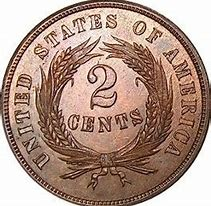 UNITED STATES OF AMERICA
2
CENTS